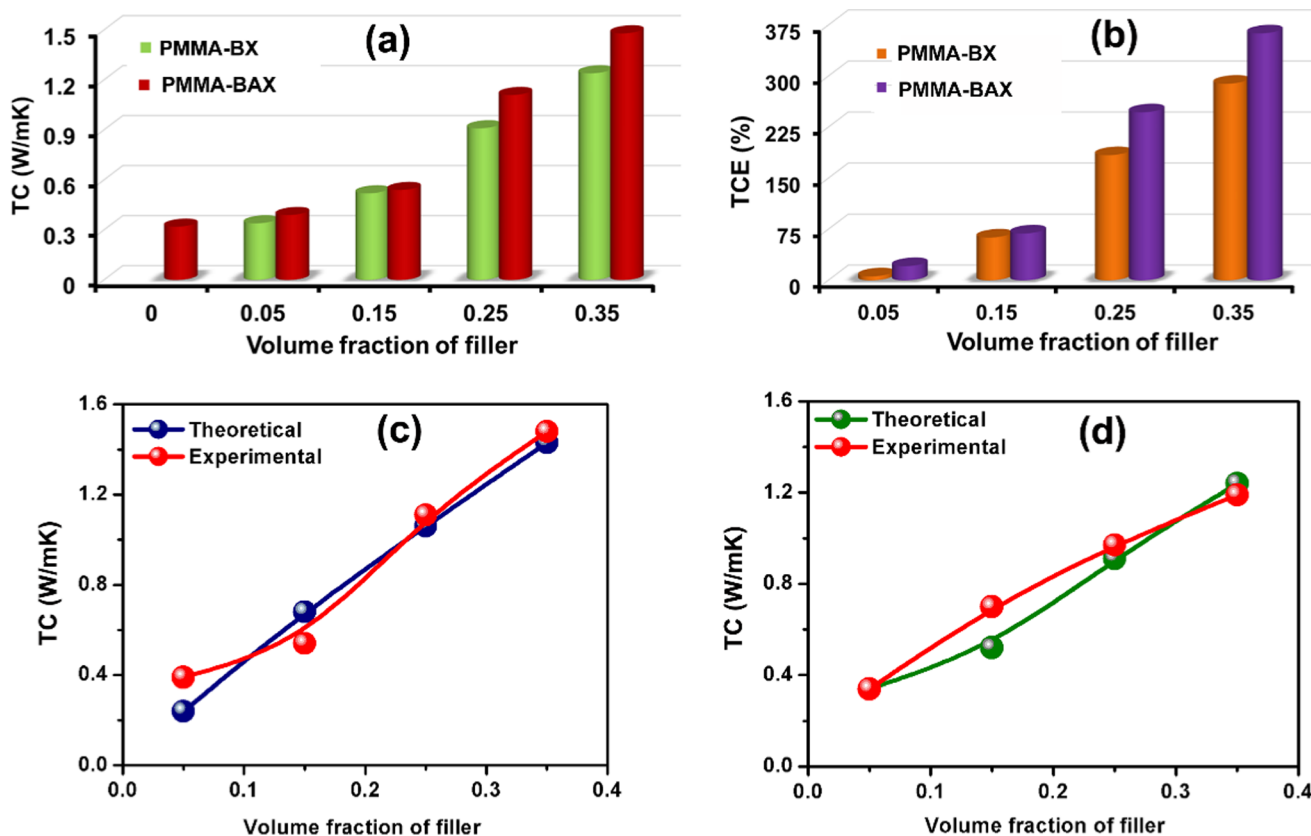 (a)
PMMA-BX
PMMA-BAX
TC (W/mK)
1.5
1.2
0.9
0.6
0.3
0
0 0.05 0.15 0.25 0.35
Volume fraction of filler
(b)
PMMA-BX
PMMA-BAX
TCE (%)
375
300
225
150
75
0
0.05 0.15 0.25 0.35
Volume fraction of filler
(c)
Theoretical
Experimental
TC (W/mK)
1.6
1.2
0.8
0.4
0.0
0.0 0.1 0.2 0.3 0.4
Volume fraction of filler
(d)
Theoretical
Experimental
TC (W/mK)
1.6
1.2
0.8
0.4
0.0
0.0 0.1 0.2 0.3 0.4
Volume fraction of filler